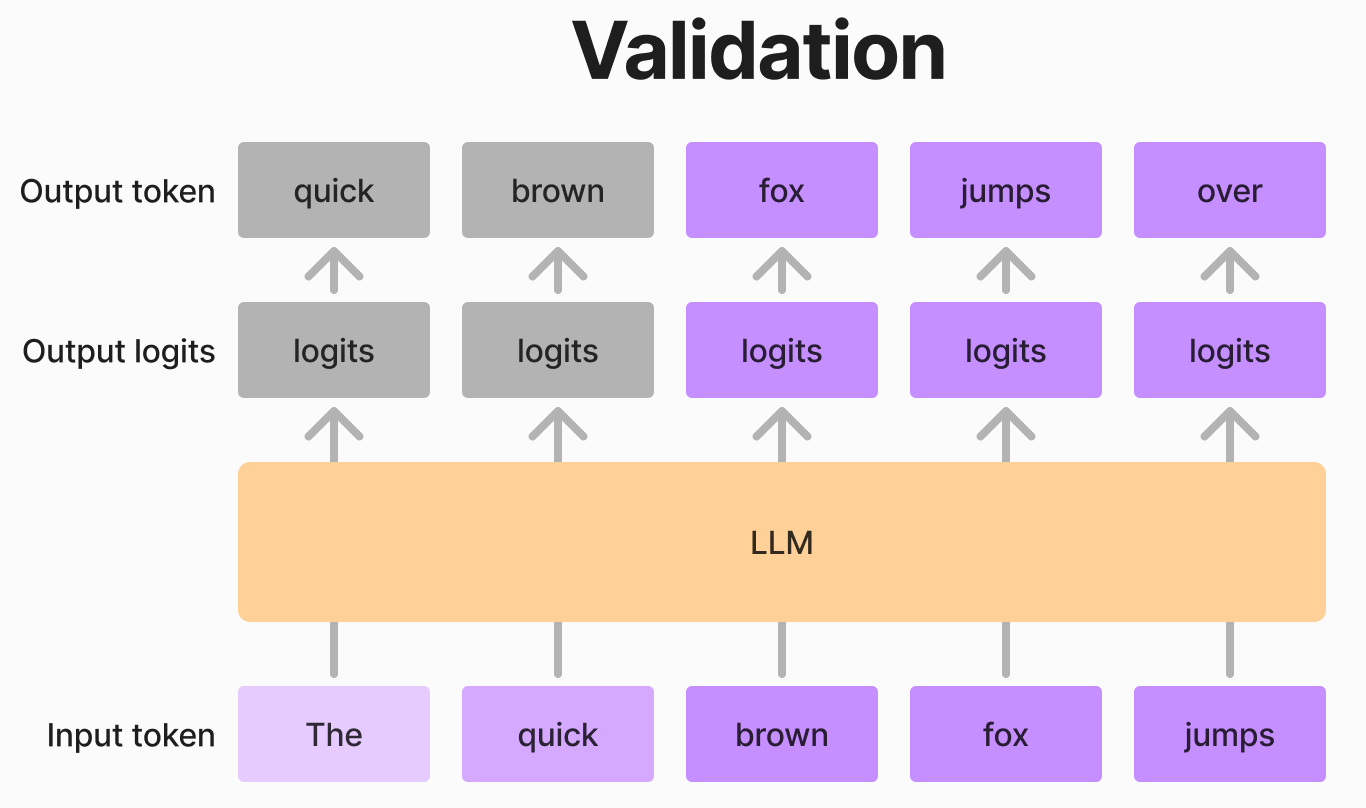 Validation
Output token quick brown fox jumps over
Output logits logits logits logits logits logits
LLM
Input token The quick brown fox jumps